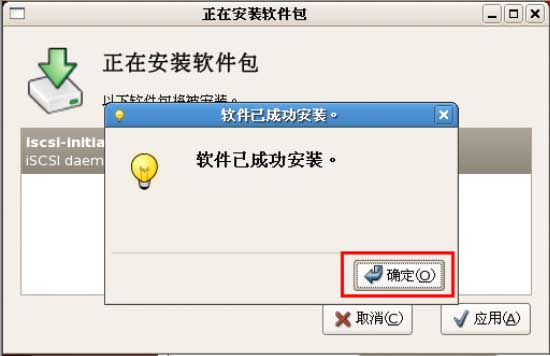 正在安装软件包
正在安装软件包
以下软件包将被安装。
软件已成功安装。
iscsi-initia
iSCSI daem
软件已成功安装。
确定(O)
取消(C)
应用(A)